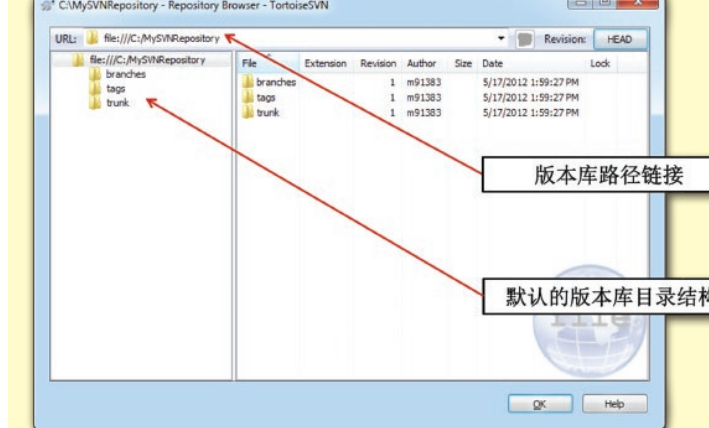 C:\MySVNRepository - Repository Browser - TortoiseSVN
URL: file:///C:/MySVNRepository Revision: HEAD
file:///C:/MySVNRepository
branches
tags
trunk
File Extension Revision Author Size Date Lock
branches 1 m91383 5/17/2012 1:59:27 PM
tags 1 m91383 5/17/2012 1:59:27 PM
trunk 1 m91383 5/17/2012 1:59:27 PM
版本库路径链接
默认的版本库目录结构
file
OK Help